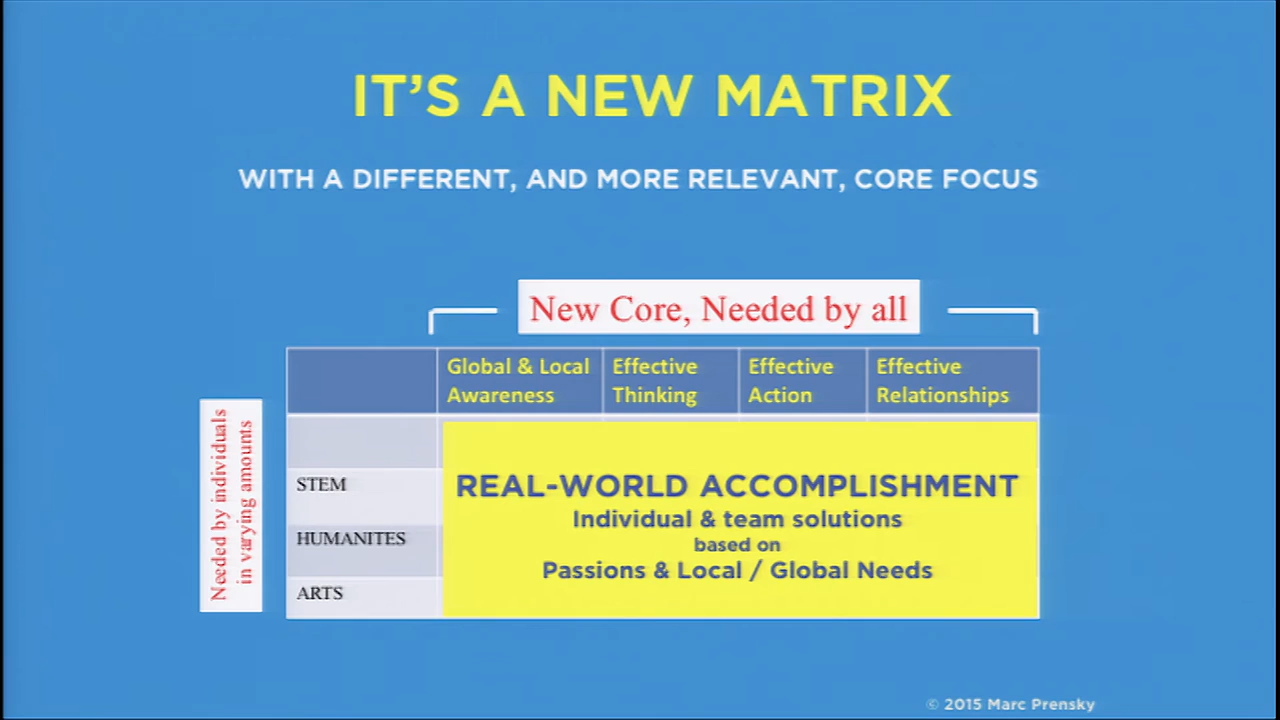 IT'S A NEW MATRIX
WITH A DIFFERENT, AND MORE RELEVANT, CORE FOCUS
New Core, Needed by all
Global & Local Awareness
Effective Thinking
Effective Action
Effective Relationships
Needed by individuals
in varying amounts
STEM
HUMANITES
ARTS
REAL-WORLD ACCOMPLISHMENT
Individual & team solutions
based on
Passions & Local / Global Needs
© 2015 Marc Prensky